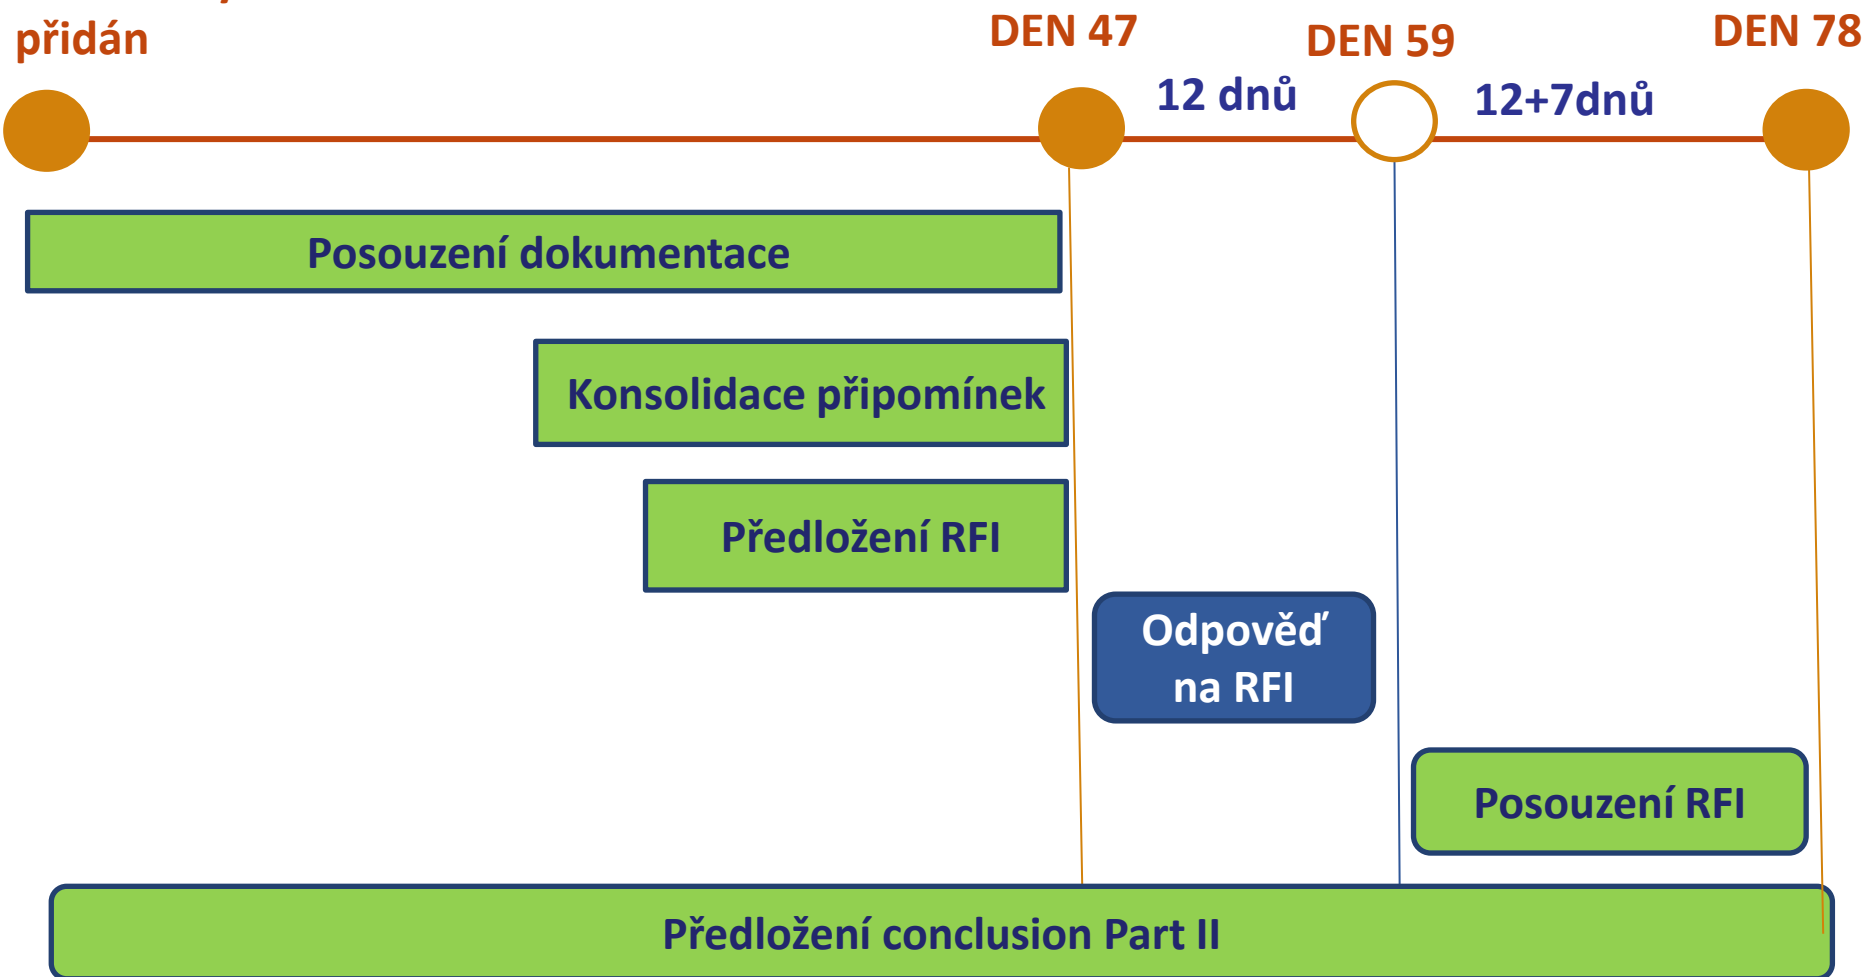 přidán
DEN 47
DEN 59
DEN 78
12 dnů
12+7dnů
Posouzení dokumentace
Konsolidace připomínek
Předložení RFI
Odpověď
na RFI
Posouzení RFI
Předložení conclusion Part II